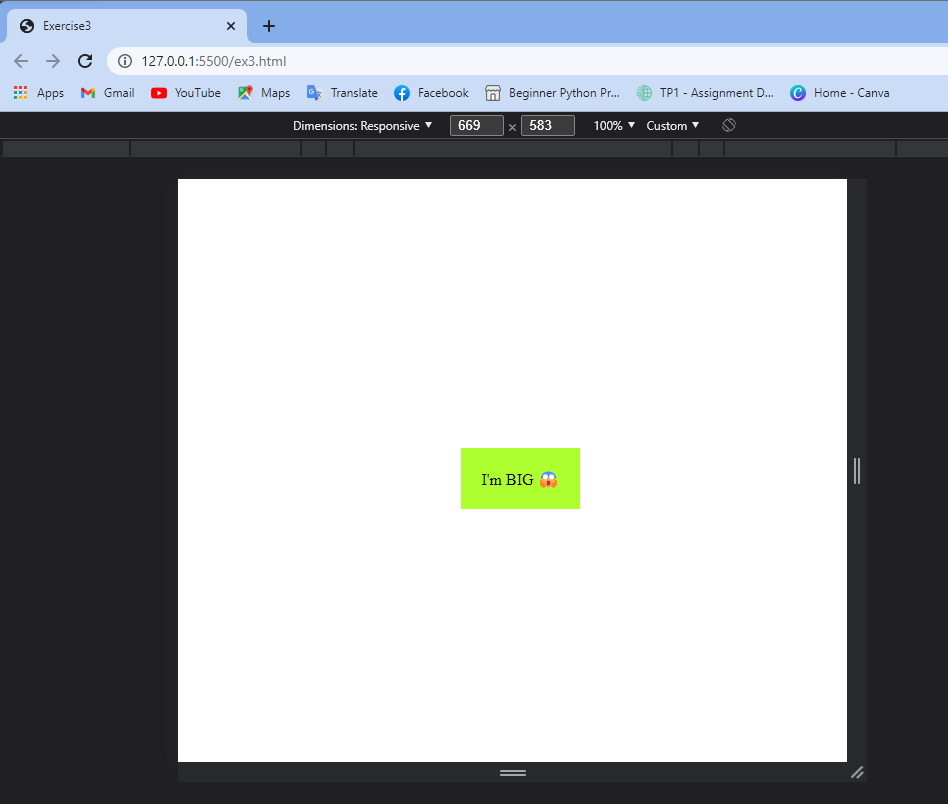 Exercise3
127.0.0.1:5500/ex3.html
Apps Gmail YouTube Maps Translate Facebook Beginner Python Pr... TP1 - Assignment D... Home - Canva
Dimensions: Responsive ▼ 669 × 583 100% ▼ Custom ▼
I'm BIG 😱